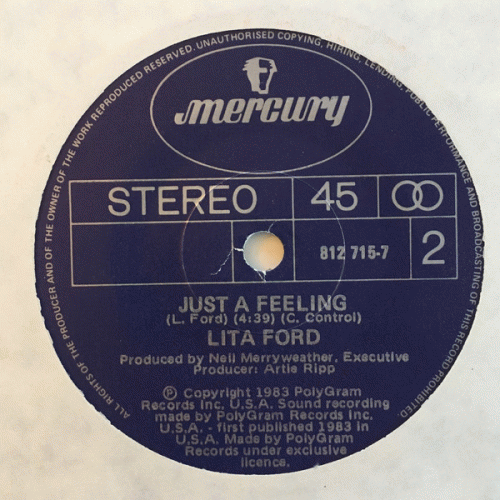 ALL RIGHTS OF THE PRODUCER AND OF THE OWNER OF THE WORK REPRODUCED RESERVED. UNAUTHORISED COPYING, HIRING, LENDING, PUBLIC PERFORMANCE AND BROADCASTING OF THIS RECORD PROHIBITED.
mercury
STEREO 45
812 715-7 2
JUST A FEELING
(L. Ford) (4:39) (C. Control)
LITA FORD
Produced by Neil Merryweather. Executive
Producer: Artie Ripp
Ⓟ Copyright 1983 PolyGram
Records Inc. U.S.A. Sound recording
made by PolyGram Records Inc.
U.S.A. - first published 1983 in
U.S.A. Made by PolyGram
Records under exclusive
licence.